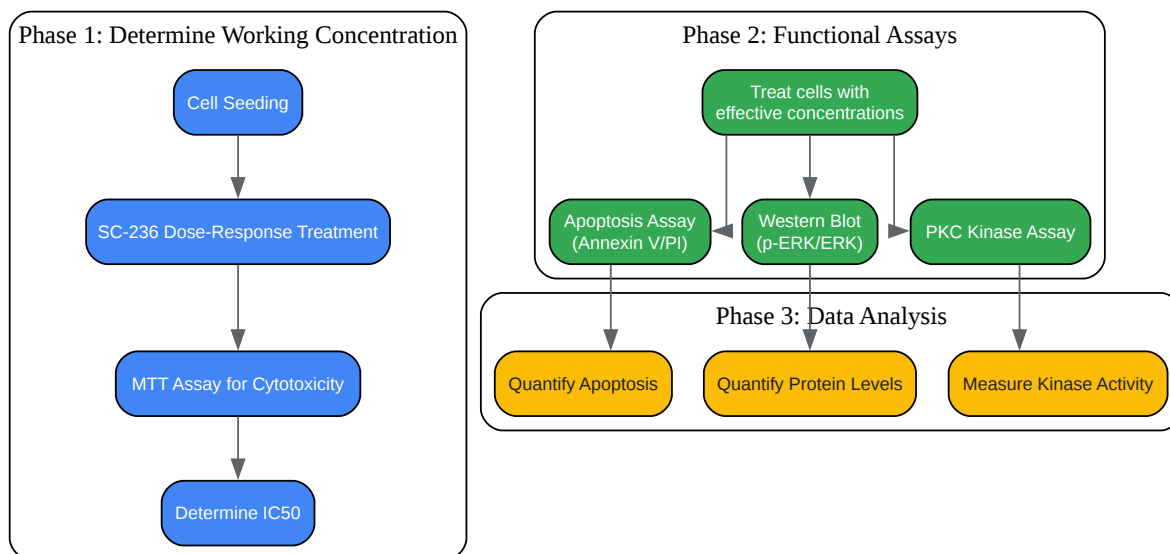 Phase 1: Determine Working Concentration
Cell Seeding
SC-236 Dose-Response Treatment
MTT Assay for Cytotoxicity
Determine IC50
Phase 2: Functional Assays
Treat cells with
effective concentrations
Apoptosis Assay
(Annexin V/PI)
Western Blot
(p-ERK/ERK)
PKC Kinase Assay
Phase 3: Data Analysis
Quantify Apoptosis
Quantify Protein Levels
Measure Kinase Activity